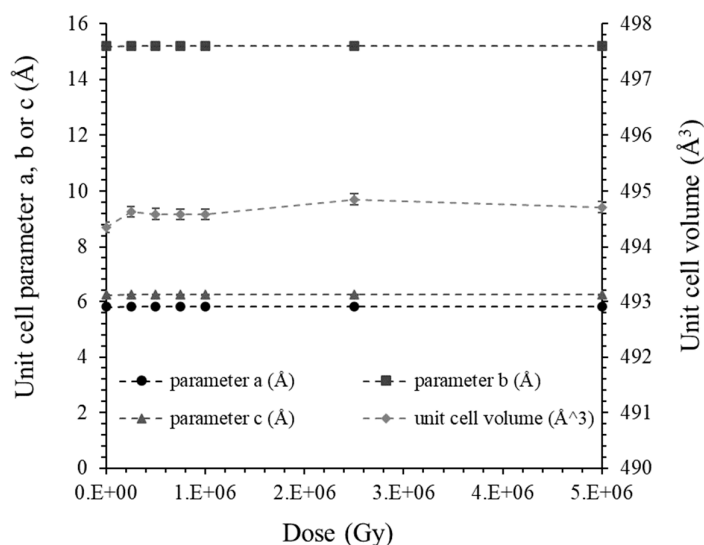 Unit cell parameter a, b or c (Å)
16
14
12
10
8
6
4
2
0
498
497
496
495
494
493
492
491
490
Unit cell volume (Å³)
parameter a (Å)
parameter b (Å)
parameter c (Å)
unit cell volume (Å^3)
0.E+00
1.E+06
2.E+06
3.E+06
4.E+06
5.E+06
Dose (Gy)